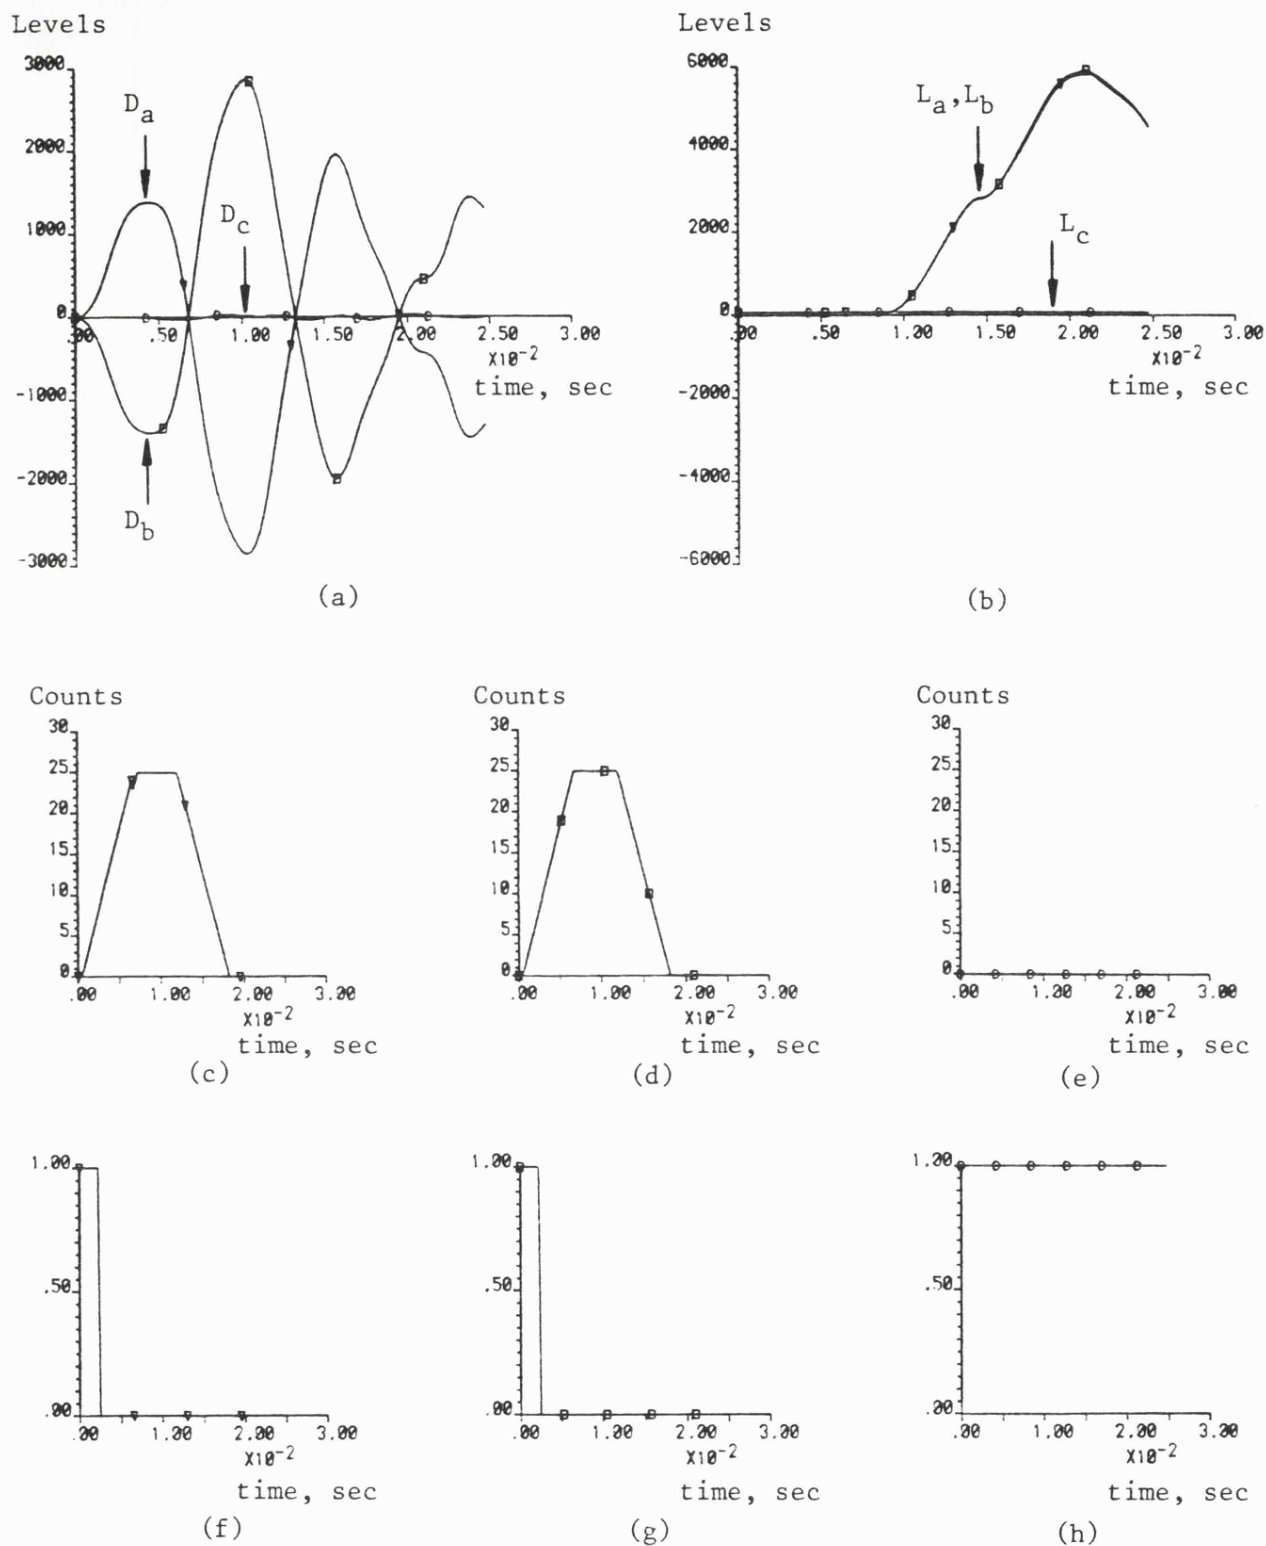 Levels
3000
2000
1000
0
-1000
-2000
-3000
.00 .50 1.00 1.50 2.00 2.50 3.00
X10⁻²
time, sec
Dₐ
D_c
D_b
(a)
Levels
6000
4000
2000
0
-2000
-4000
-6000
.00 .50 1.00 1.50 2.00 2.50 3.00
X10⁻²
time, sec
Lₐ,L_b
L_c
(b)
Counts
30
25
20
15
10
5
0
.00 1.00 2.00 3.00
X10⁻²
time, sec
(c)
Counts
30
25
20
15
10
5
0
.00 1.00 2.00 3.00
X10⁻²
time, sec
(d)
Counts
30
25
20
15
10
5
0
.00 1.00 2.00 3.00
X10⁻²
time, sec
(e)
1.00
.50
.00
.00 1.00 2.00 3.00
X10⁻²
time, sec
(f)
1.00
.50
.00
.00 1.00 2.00 3.00
X10⁻²
time, sec
(g)
1.00
.50
.00
.00 1.00 2.00 3.00
X10⁻²
time, sec
(h)